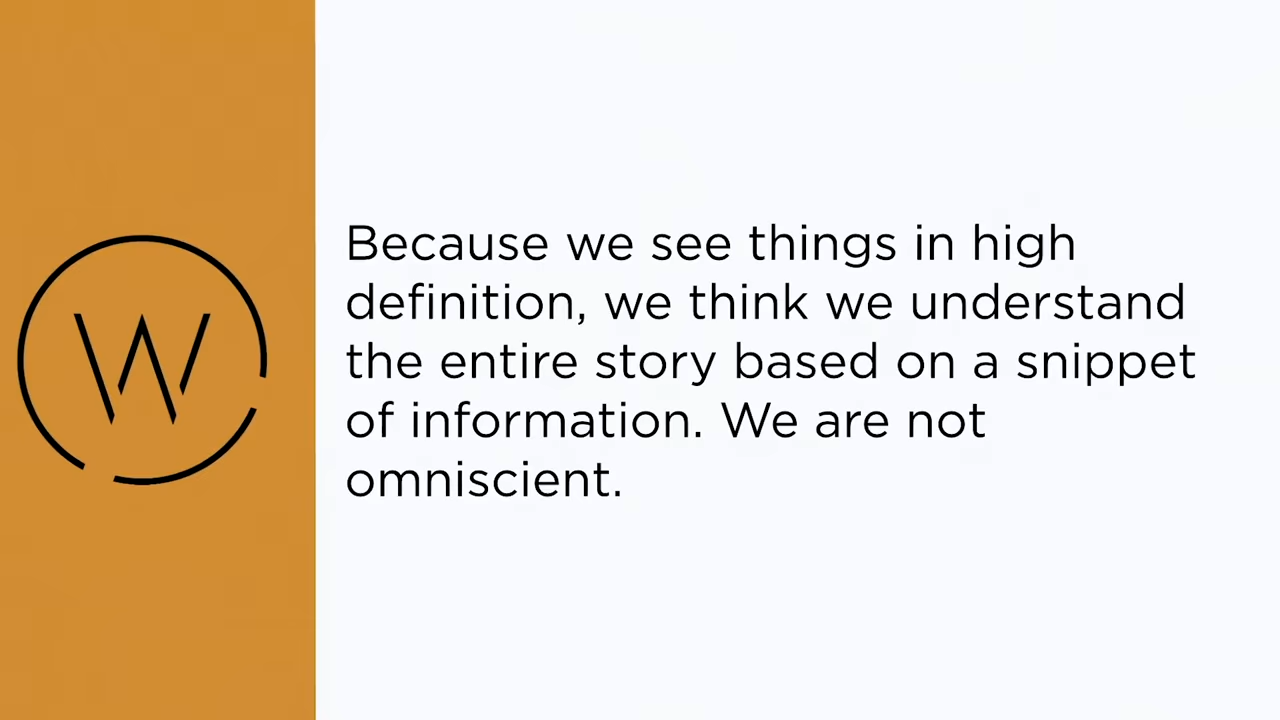 W
Because we see things in high
definition, we think we understand
the entire story based on a snippet
of information. We are not
omniscient.